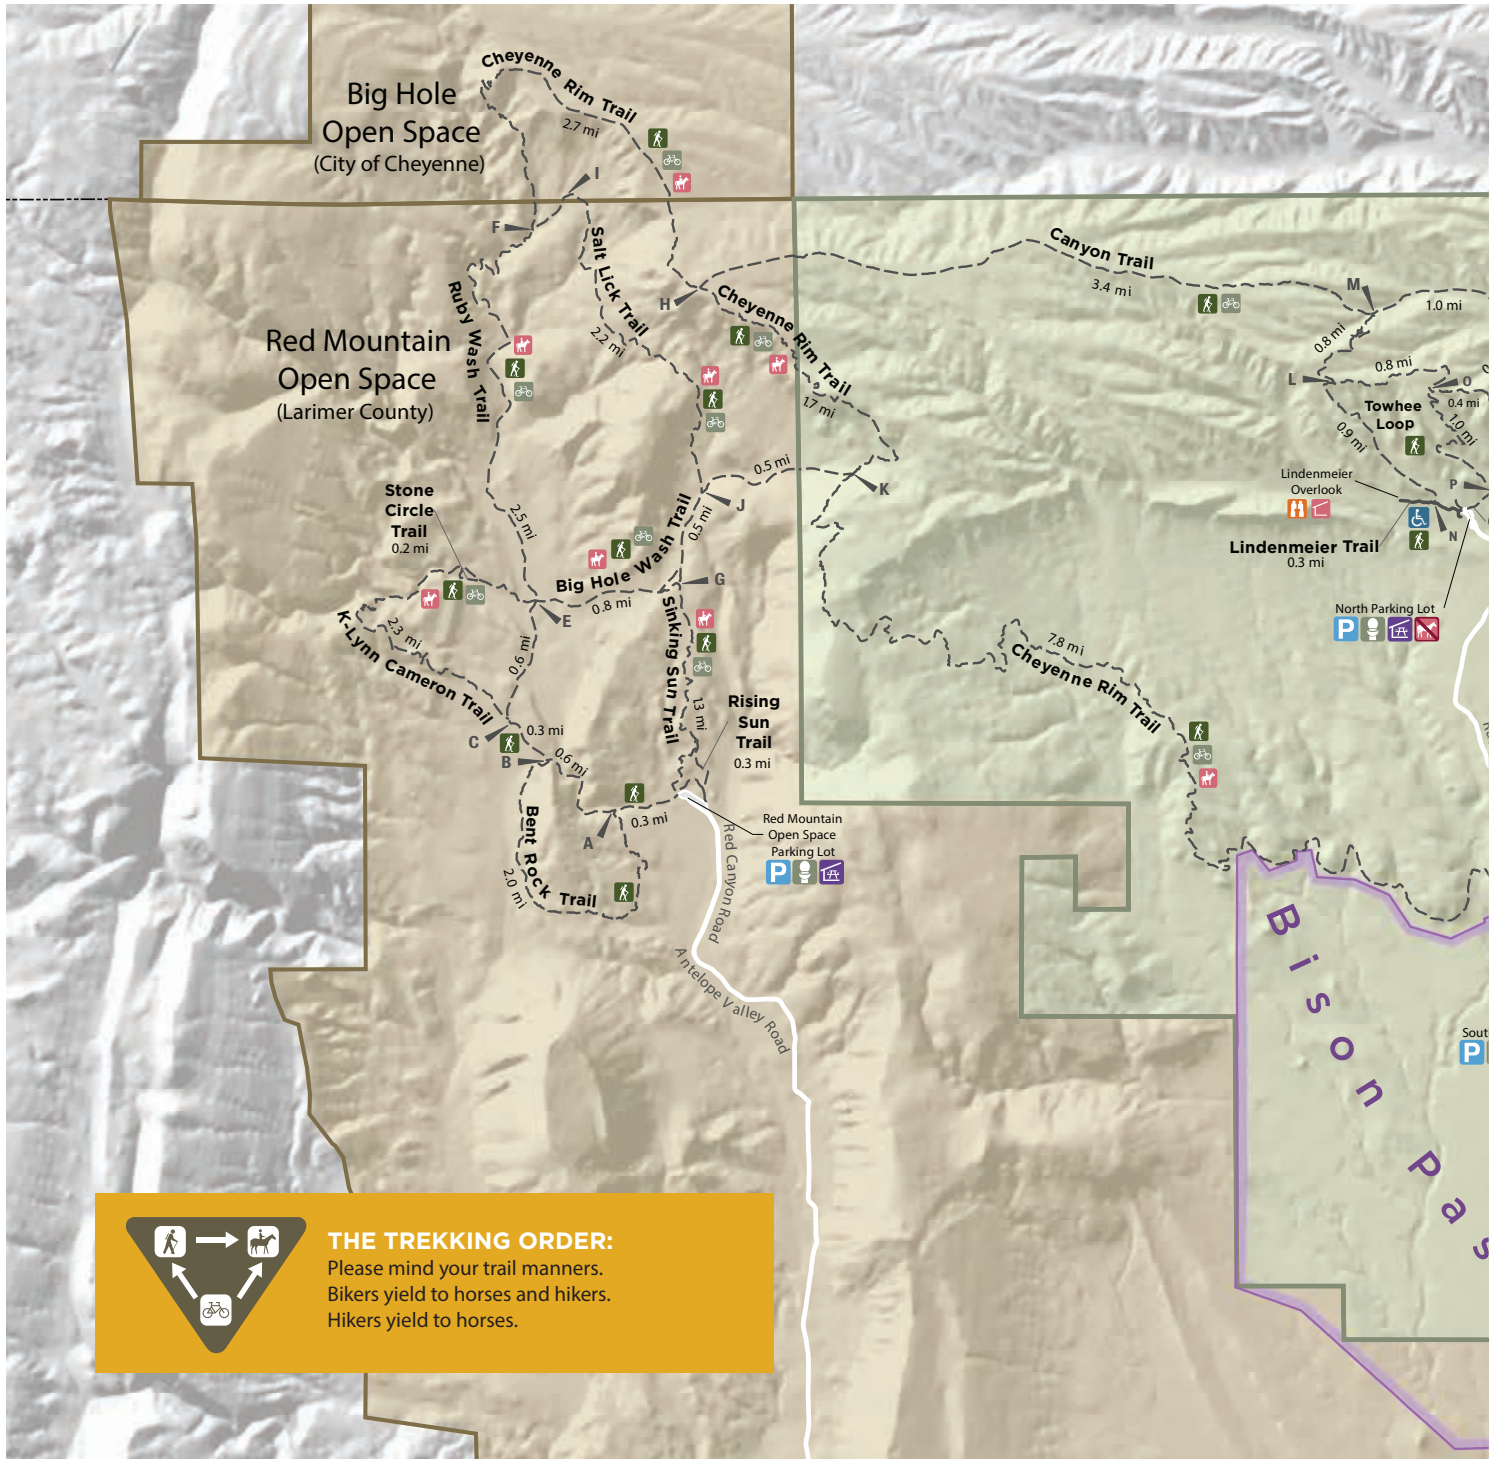 Cheyenne Rim Trail
2.7 mi
Big Hole
Open Space
(City of Cheyenne)
I
F
Salt Lick Trail
2.2 mi
Canyon Trail
3.4 mi
M
1.0 mi
H
Cheyenne Rim Trail
1.7 mi
Ruby Wash Trail
Red Mountain
Open Space
(Larimer County)
0.8 mi
0.8 mi
L
O
0.4 mi
Towhee
Loop
1.0 mi
0.9 mi
0.5 mi
K
J
Lindenmeier
Overlook
P
N
Stone
Circle
Trail
0.2 mi
2.5 mi
0.5 mi
Big Hole Wash Trail
0.8 mi
G
E
Lindenmeier Trail
0.3 mi
North Parking Lot
P
K-Lynn Cameron Trail
2.3 mi
0.6 mi
Sinking Sun Trail
1.3 mi
7.8 mi
Cheyenne Rim Trail
Rising
Sun
Trail
0.3 mi
C
0.3 mi
B
0.6 mi
A
0.3 mi
Bent Rock Trail
2.0 mi
Red Mountain
Open Space
Parking Lot
P
Red Canyon Road
Antelope Valley Road
Bison Pas
Sout
P
THE TREKKING ORDER:
Please mind your trail manners.
Bikers yield to horses and hikers.
Hikers yield to horses.